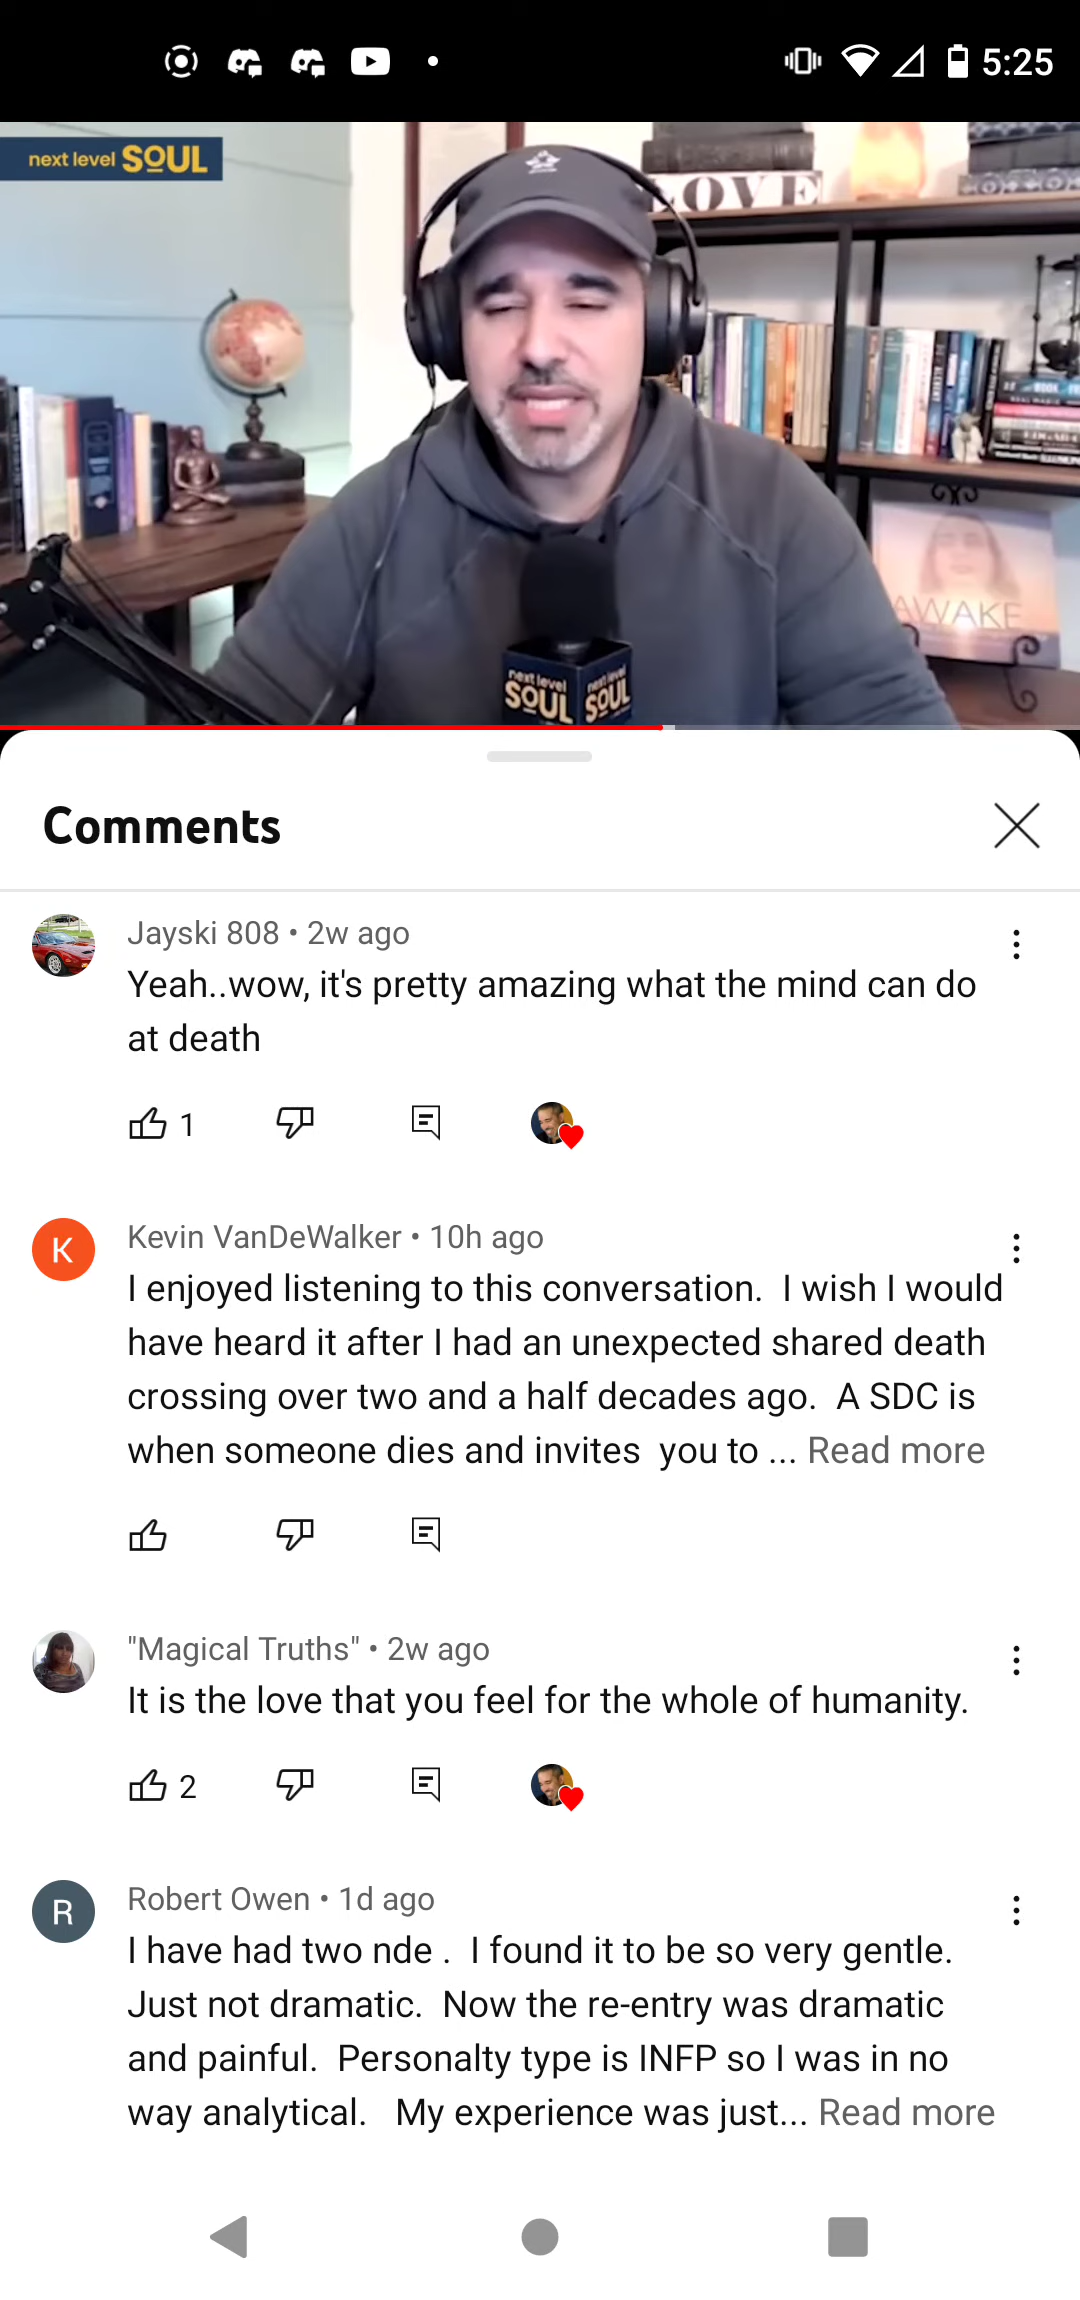 5:25
next level SOUL
LOVE
AWAKE
next level
SOUL
next level
SOUL
Comments
Jayski 808 • 2w ago
Yeah..wow, it's pretty amazing what the mind can do
at death
1
K
Kevin VanDeWalker • 10h ago
I enjoyed listening to this conversation.  I wish I would
have heard it after I had an unexpected shared death
crossing over two and a half decades ago.  A SDC is
when someone dies and invites  you to ... Read more
"Magical Truths" • 2w ago
It is the love that you feel for the whole of humanity.
2
R
Robert Owen • 1d ago
I have had two nde .  I found it to be so very gentle.
Just not dramatic.  Now the re-entry was dramatic
and painful.  Personalty type is INFP so I was in no
way analytical.   My experience was just... Read more